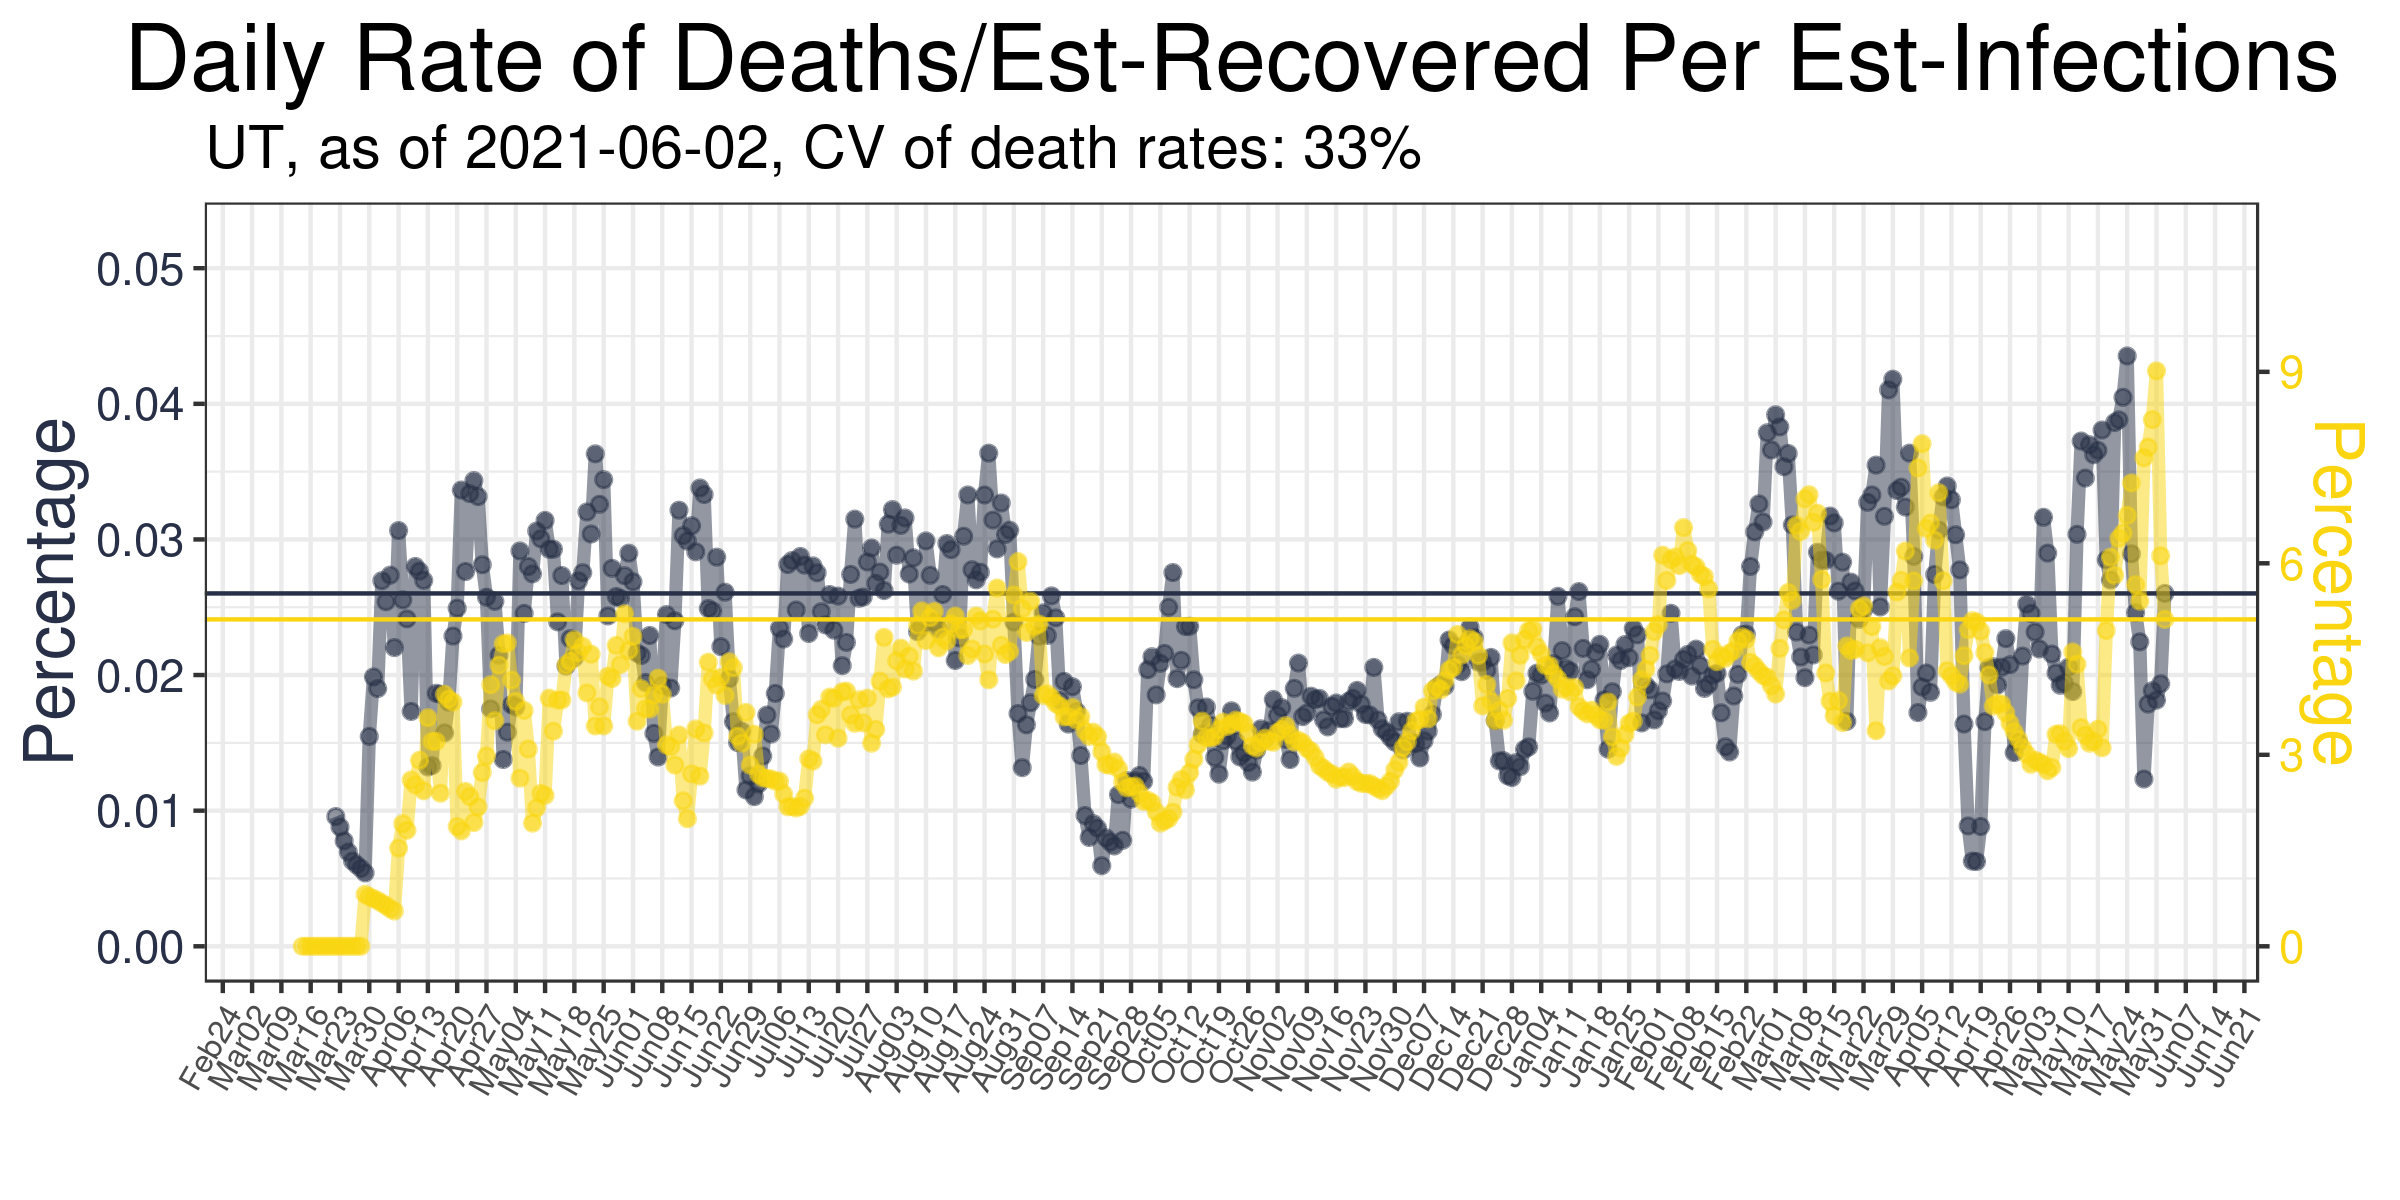 Daily Rate of Deaths/Est-Recovered Per Est-Infections
UT, as of 2021-06-02, CV of death rates: 33%
Percentage
0.05
0.04
0.03
0.02
0.01
0.00
9
6
3
0
Percentage
Feb24
Mar02
Mar09
Mar16
Mar23
Mar30
Apr06
Apr13
Apr20
Apr27
May04
May11
May18
May25
Jun01
Jun08
Jun15
Jun22
Jun29
Jul06
Jul13
Jul20
Jul27
Aug03
Aug10
Aug17
Aug24
Aug31
Sep07
Sep14
Sep21
Sep28
Oct05
Oct12
Oct19
Oct26
Nov02
Nov09
Nov16
Nov23
Nov30
Dec07
Dec14
Dec21
Dec28
Jan04
Jan11
Jan18
Jan25
Feb01
Feb08
Feb15
Feb22
Mar01
Mar08
Mar15
Mar22
Mar29
Apr05
Apr12
Apr19
Apr26
May03
May10
May17
May24
May31
Jun07
Jun14
Jun21